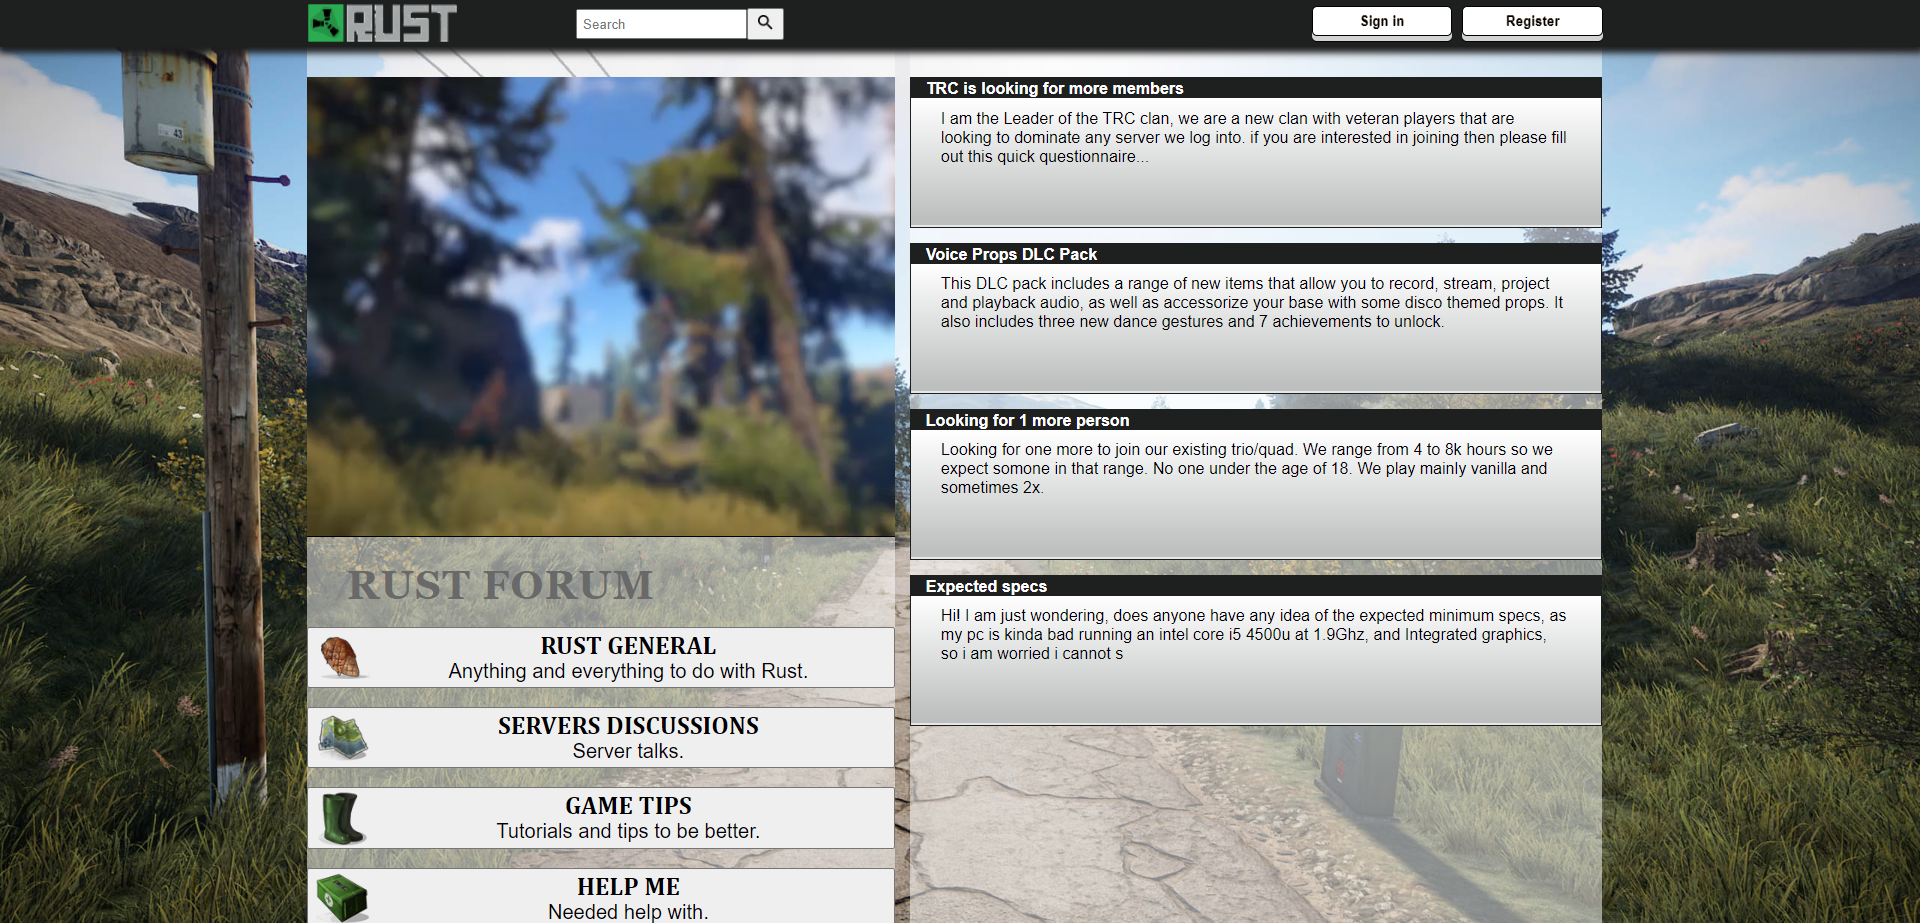 RUST
Search
Sign in
Register
43
TRC is looking for more members
I am the Leader of the TRC clan, we are a new clan with veteran players that are
looking to dominate any server we log into. if you are interested in joining then please fill
out this quick questionnaire...
Voice Props DLC Pack
This DLC pack includes a range of new items that allow you to record, stream, project
and playback audio, as well as accessorize your base with some disco themed props. It
also includes three new dance gestures and 7 achievements to unlock.
Looking for 1 more person
Looking for one more to join our existing trio/quad. We range from 4 to 8k hours so we
expect somone in that range. No one under the age of 18. We play mainly vanilla and
sometimes 2x.
Expected specs
Hi! I am just wondering, does anyone have any idea of the expected minimum specs, as
my pc is kinda bad running an intel core i5 4500u at 1.9Ghz, and Integrated graphics,
so i am worried i cannot s
RUST FORUM
RUST GENERAL
Anything and everything to do with Rust.
SERVERS DISCUSSIONS
Server talks.
GAME TIPS
Tutorials and tips to be better.
HELP ME
Needed help with.